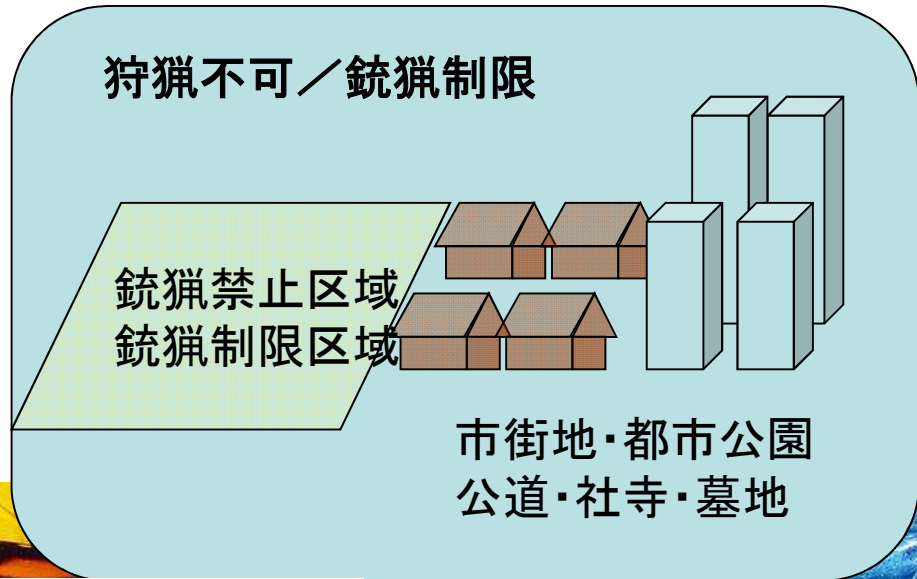 狩猟不可／銃猟制限
銃猟禁止区域
銃猟制限区域
市街地・都市公園
公道・社寺・墓地